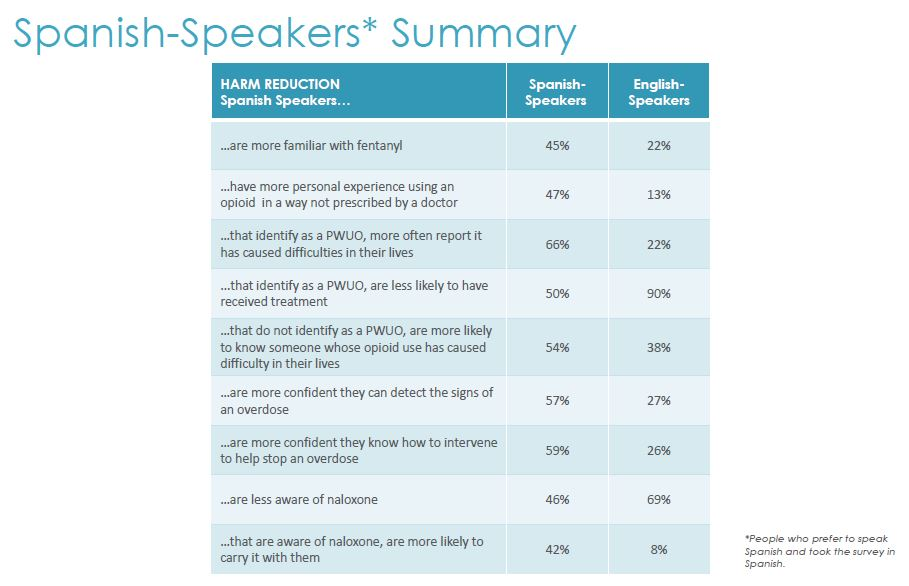 Spanish-Speakers* Summary
HARM REDUCTION
Spanish Speakers…
Spanish-
Speakers
English-
Speakers
…are more familiar with fentanyl
45%
22%
…have more personal experience using an
opioid in a way not prescribed by a doctor
47%
13%
…that identify as a PWUO, more often report it
has caused difficulties in their lives
66%
22%
…that identify as a PWUO, are less likely to have
received treatment
50%
90%
…that do not identify as a PWUO, are more likely
to know someone whose opioid use has caused
difficulty in their lives
54%
38%
…are more confident they can detect the signs of
an overdose
57%
27%
…are more confident they know how to intervene
to help stop an overdose
59%
26%
…are less aware of naloxone
46%
69%
…that are aware of naloxone, are more likely to
carry it with them
42%
8%
*People who prefer to speak
Spanish and took the survey in
Spanish.